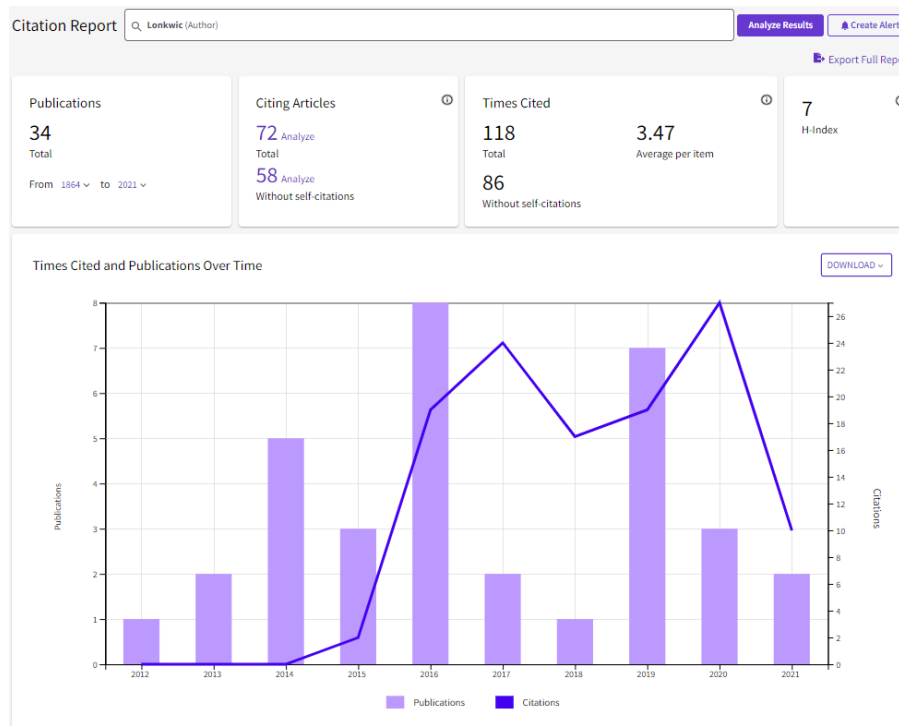 Citation Report
Lonkwic (Author)
Analyze Results
Create Alert
Export Full Repo
Publications
34
Total
From 1864 to 2021
Citing Articles
72 Analyze
Total
58 Analyze
Without self-citations
Times Cited
118
Total
86
Without self-citations
3.47
Average per item
7
H-Index
Times Cited and Publications Over Time
DOWNLOAD
8
7
6
5
4
3
2
1
0
Publications
26
24
22
20
18
16
14
12
10
8
6
4
2
0
Citations
2012 2013 2014 2015 2016 2017 2018 2019 2020 2021
Publications Citations